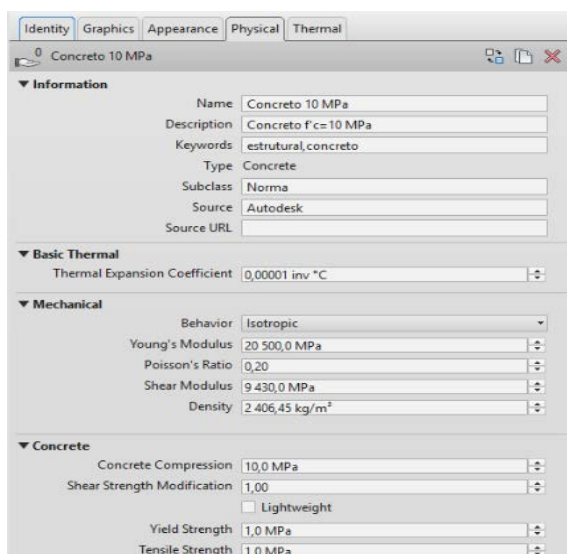 Identity Graphics Appearance Physical Thermal
0 Concreto 10 MPa
Information
Name Concreto 10 MPa
Description Concreto f'c=10 MPa
Keywords estrutural,concreto
Type Concrete
Subclass Norma
Source Autodesk
Source URL
Basic Thermal
Thermal Expansion Coefficient 0,00001 inv °C
Mechanical
Behavior Isotropic
Young's Modulus 20 500,0 MPa
Poisson's Ratio 0,20
Shear Modulus 9 430,0 MPa
Density 2 406,45 kg/m³
Concrete
Concrete Compression 10,0 MPa
Shear Strength Modification 1,00
Lightweight
Yield Strength 1,0 MPa
Tensile Strength 1,0 MPa